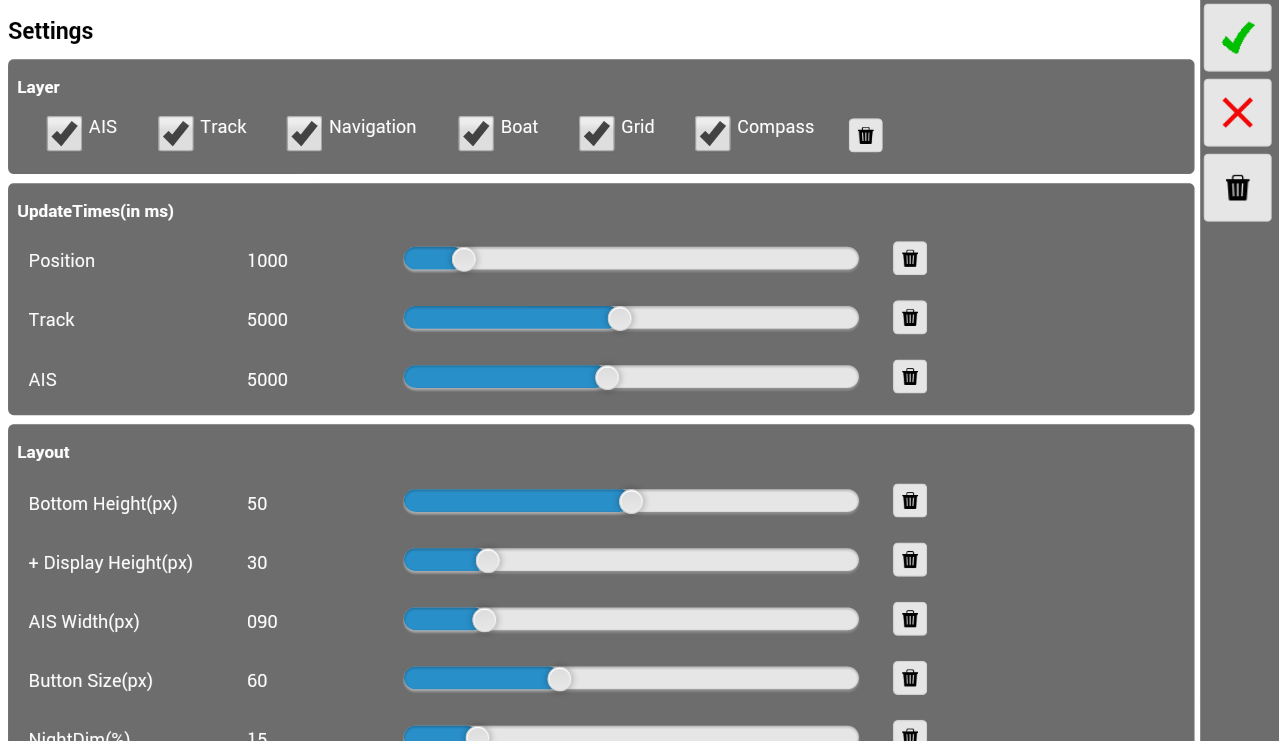 Settings
Layer
AIS Track Navigation Boat Grid Compass
UpdateTimes(in ms)
Position 1000
Track 5000
AIS 5000
Layout
Bottom Height(px) 50
+ Display Height(px) 30
AIS Width(px) 090
Button Size(px) 60
NightDim(%) 15